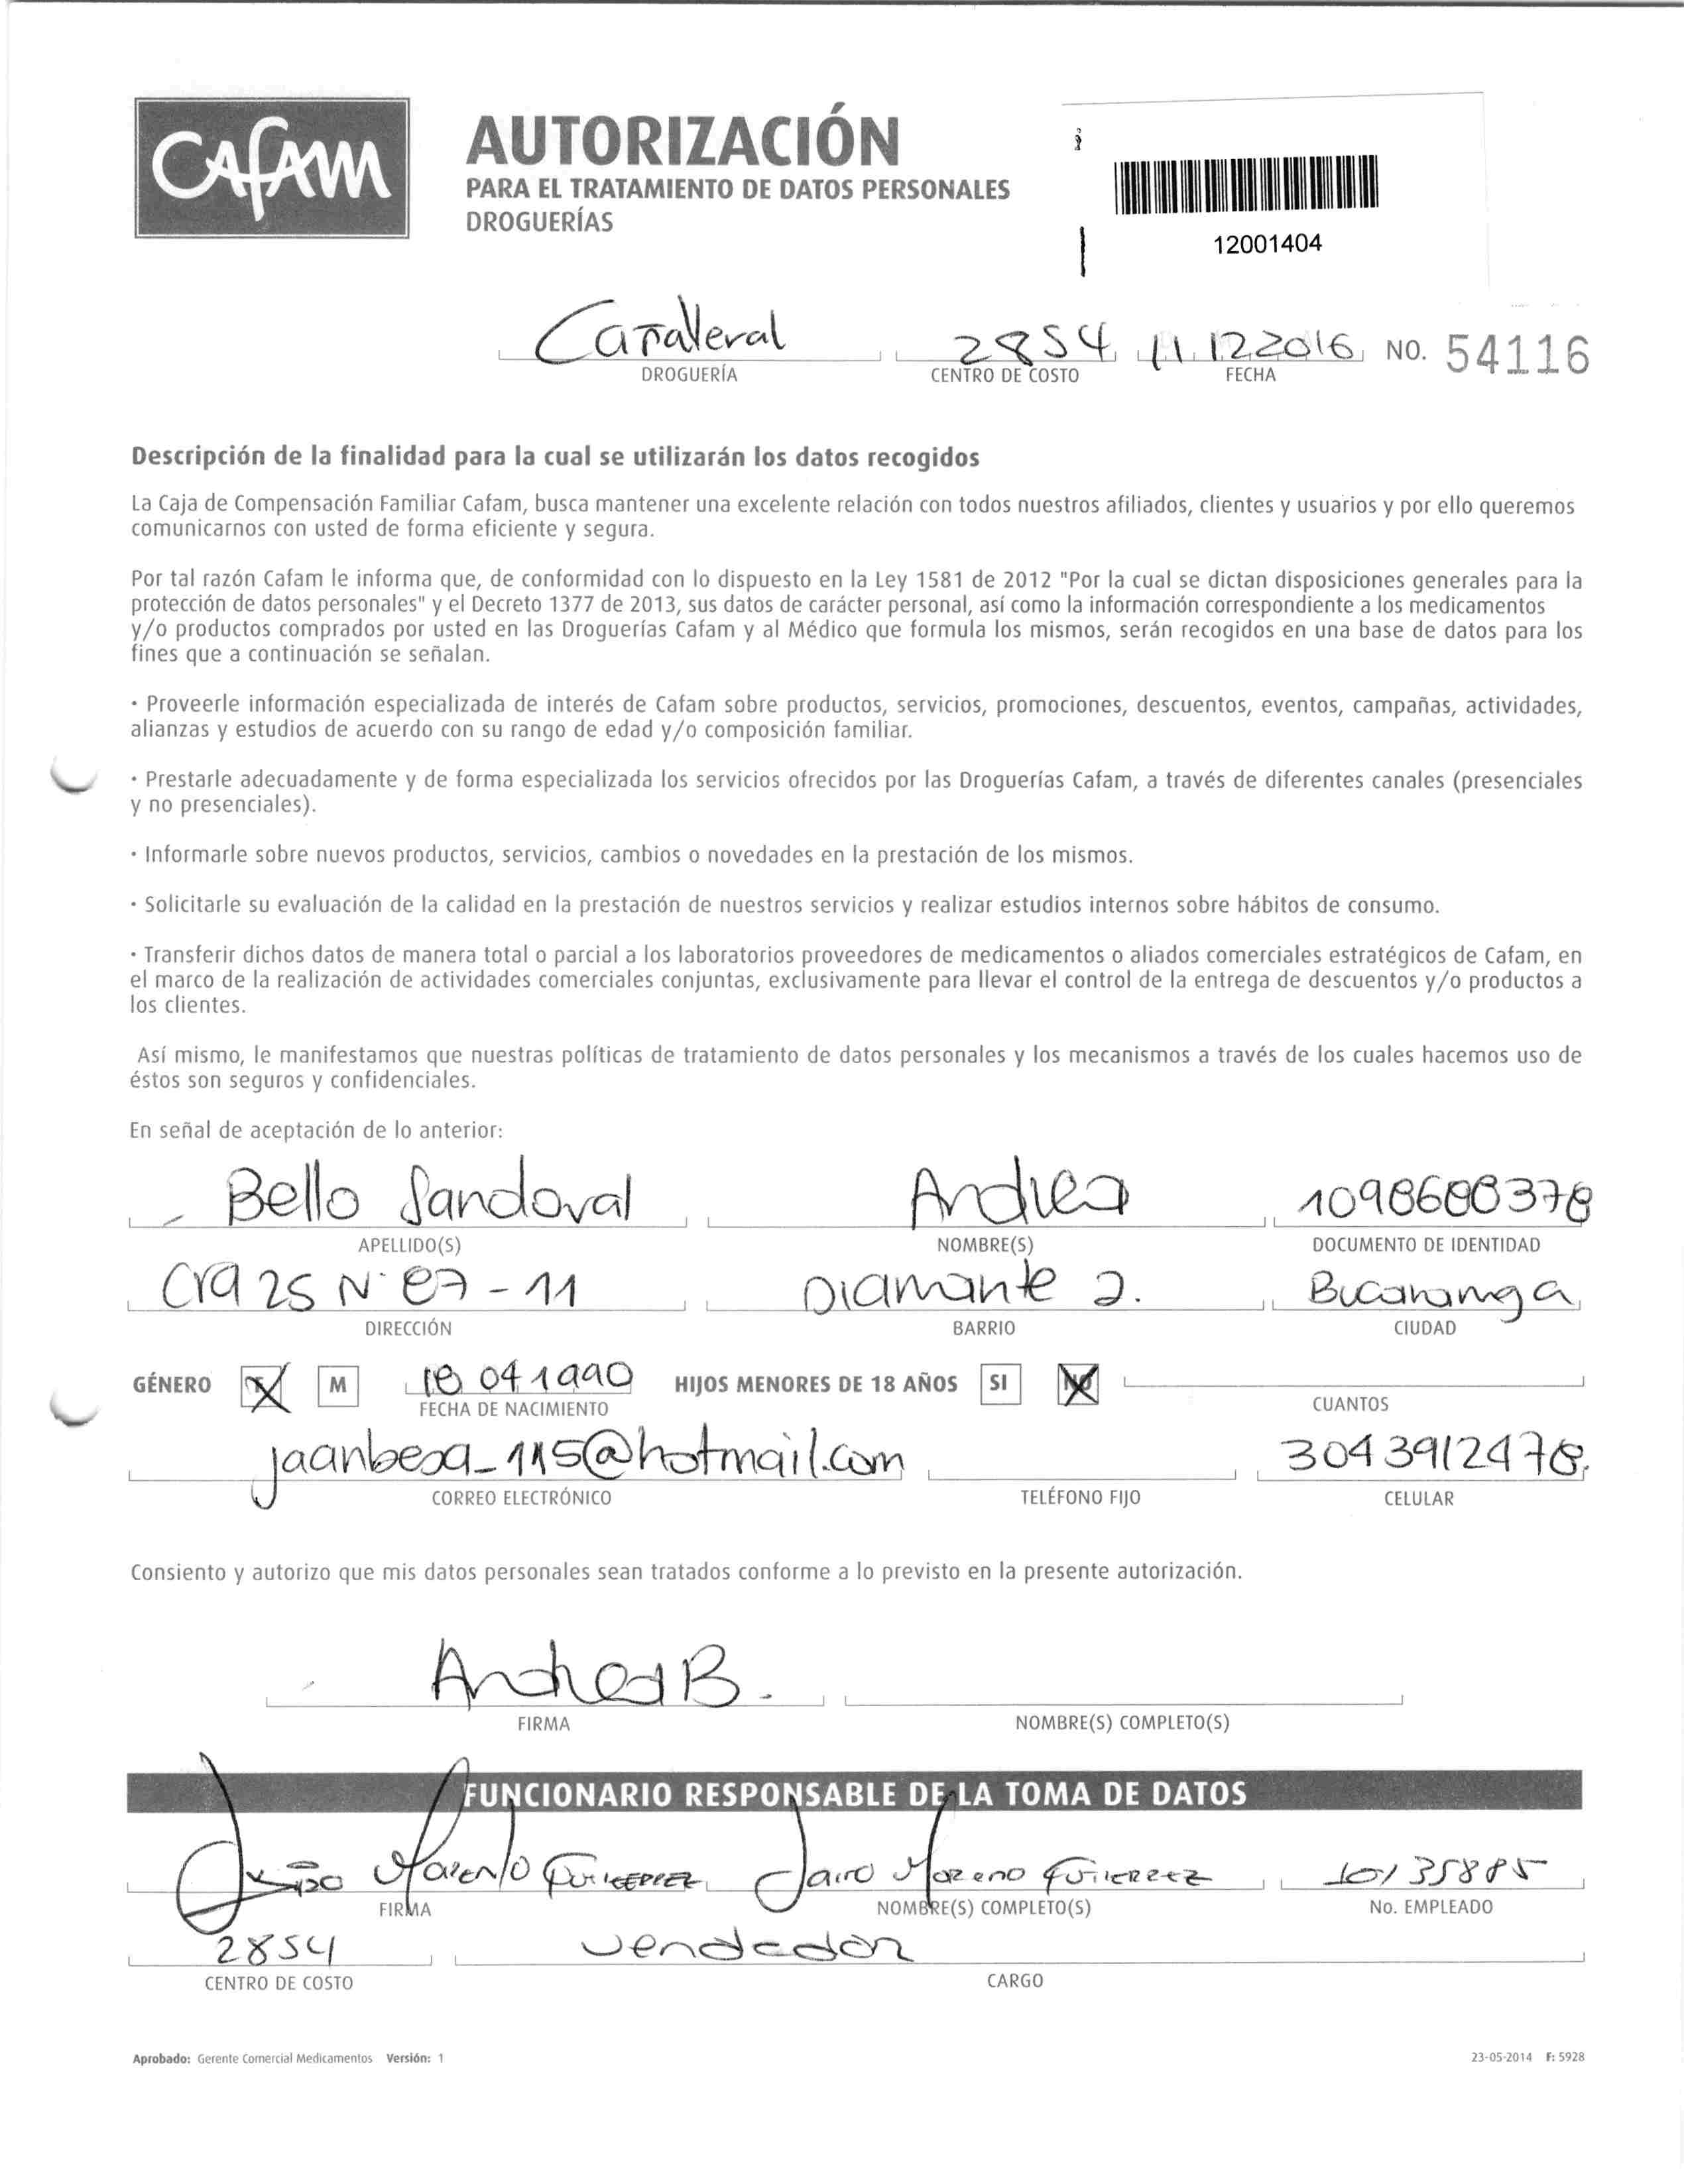 CAFAM
AUTORIZACIÓN
PARA EL TRATAMIENTO DE DATOS PERSONALES
DROGUERÍAS
12001404
Cañaveral 2854 11 12 2016 NO. 54116
DROGUERÍA CENTRO DE COSTO FECHA
Descripción de la finalidad para la cual se utilizarán los datos recogidos
La Caja de Compensación Familiar Cafam, busca mantener una excelente relación con todos nuestros afiliados, clientes y usuarios y por ello queremos
comunicarnos con usted de forma eficiente y segura.
Por tal razón Cafam le informa que, de conformidad con lo dispuesto en la Ley 1581 de 2012 "Por la cual se dictan disposiciones generales para la
protección de datos personales" y el Decreto 1377 de 2013, sus datos de carácter personal, así como la información correspondiente a los medicamentos
y/o productos comprados por usted en las Droguerías Cafam y al Médico que formula los mismos, serán recogidos en una base de datos para los
fines que a continuación se señalan.
· Proveerle información especializada de interés de Cafam sobre productos, servicios, promociones, descuentos, eventos, campañas, actividades,
alianzas y estudios de acuerdo con su rango de edad y/o composición familiar.
· Prestarle adecuadamente y de forma especializada los servicios ofrecidos por las Droguerías Cafam, a través de diferentes canales (presenciales
y no presenciales).
· Informarle sobre nuevos productos, servicios, cambios o novedades en la prestación de los mismos.
· Solicitarle su evaluación de la calidad en la prestación de nuestros servicios y realizar estudios internos sobre hábitos de consumo.
· Transferir dichos datos de manera total o parcial a los laboratorios proveedores de medicamentos o aliados comerciales estratégicos de Cafam, en
el marco de la realización de actividades comerciales conjuntas, exclusivamente para llevar el control de la entrega de descuentos y/o productos a
los clientes.
Así mismo, le manifestamos que nuestras políticas de tratamiento de datos personales y los mecanismos a través de los cuales hacemos uso de
éstos son seguros y confidenciales.
En señal de aceptación de lo anterior:
Bello Sandoval Andrea 1098688378
APELLIDO(S) NOMBRE(S) DOCUMENTO DE IDENTIDAD
Cra 25 N° 87 - 11 Diamante 2. Bucaramanga
DIRECCIÓN BARRIO CIUDAD
GÉNERO F M 18 04 1990 HIJOS MENORES DE 18 AÑOS SI NO
FECHA DE NACIMIENTO CUANTOS
jaanbesa_115@hotmail.com 3043912478
CORREO ELECTRÓNICO TELÉFONO FIJO CELULAR
Consiento y autorizo que mis datos personales sean tratados conforme a lo previsto en la presente autorización.
Andrea B.
FIRMA NOMBRE(S) COMPLETO(S)
FUNCIONARIO RESPONSABLE DE LA TOMA DE DATOS
Jairo Moreno Gutierrez Jairo Moreno Gutierrez 10135885
FIRMA NOMBRE(S) COMPLETO(S) No. EMPLEADO
2854 vendedor
CENTRO DE COSTO CARGO
Aprobado: Gerente Comercial Medicamentos Versión: 1 23-05-2014 F: 5928